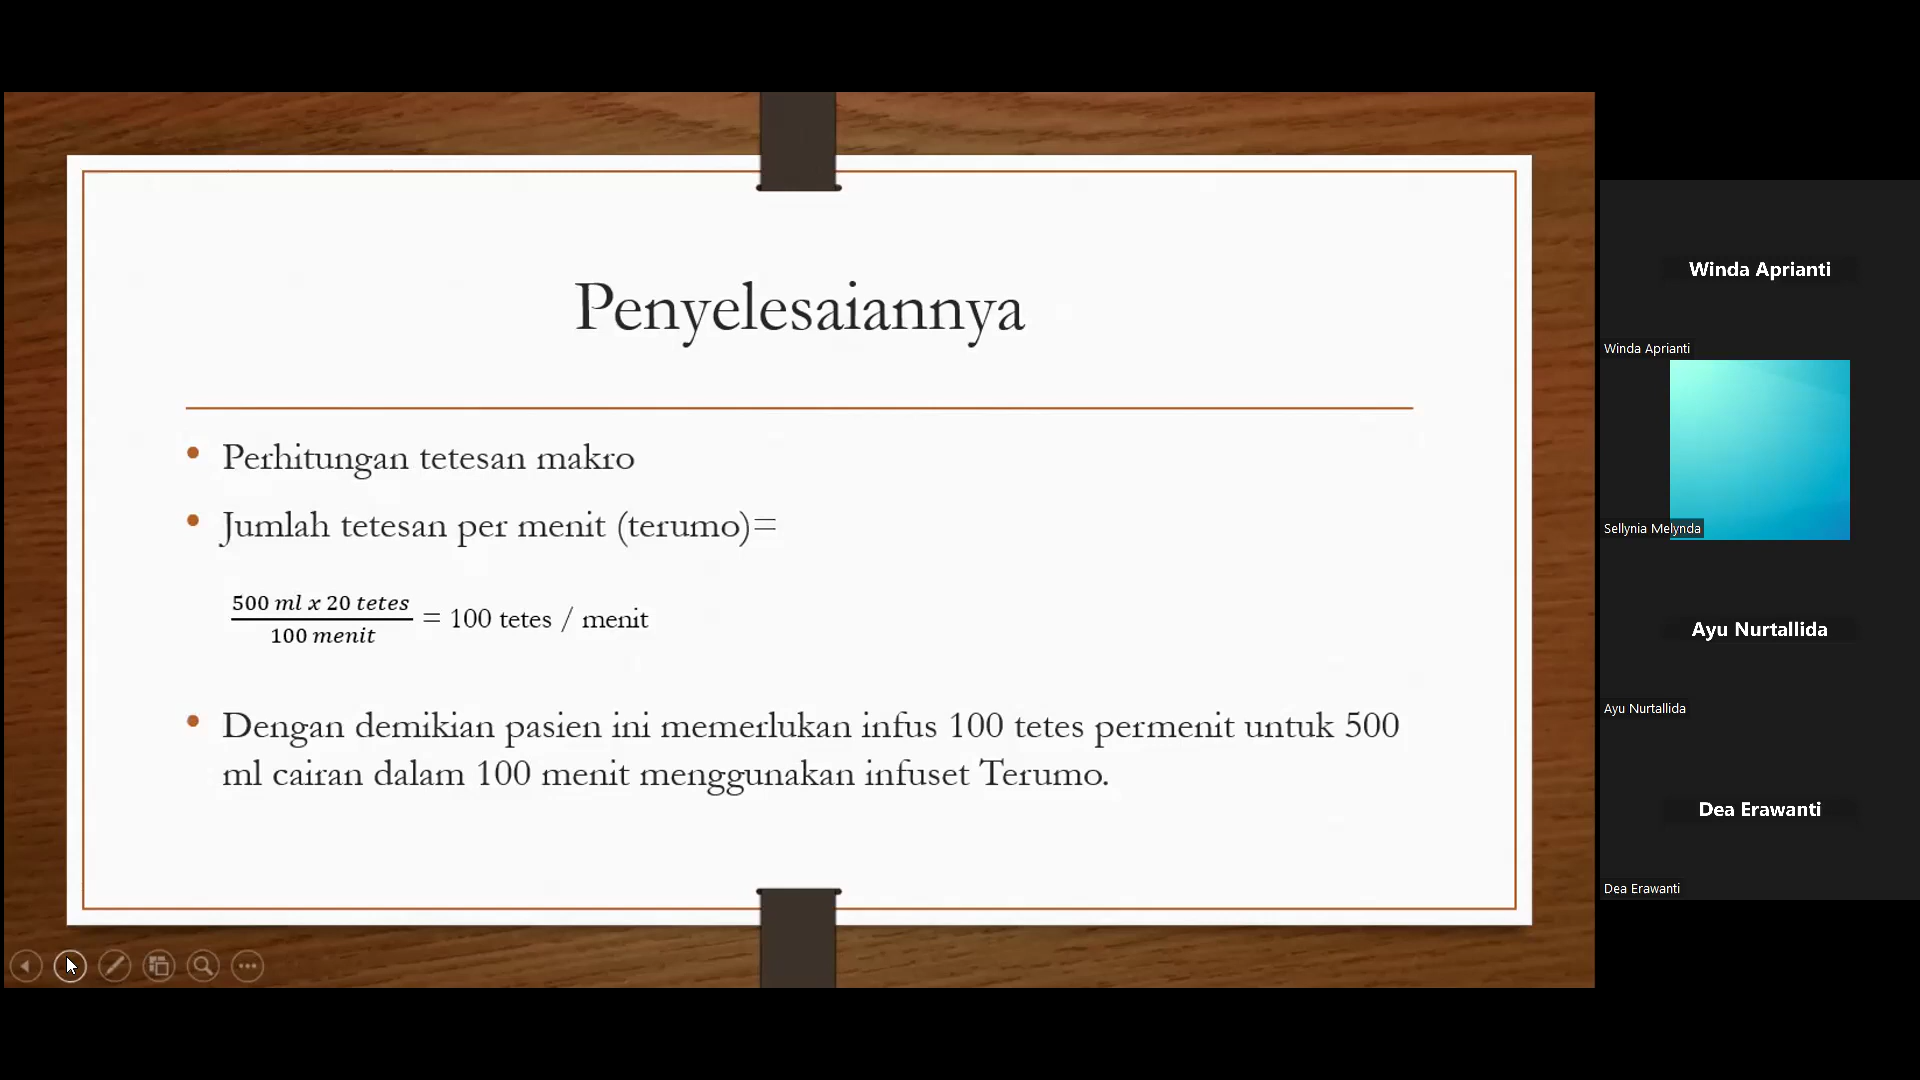 Penyelesaiannya
• Perhitungan tetesan makro
• Jumlah tetesan per menit (terumo)=
500 ml x 20 tetes
100 menit
= 100 tetes / menit
• Dengan demikian pasien ini memerlukan infus 100 tetes permenit untuk 500
ml cairan dalam 100 menit menggunakan infuset Terumo.
Winda Aprianti
Winda Aprianti
Sellynia Melynda
Ayu Nurtallida
Ayu Nurtallida
Dea Erawanti
Dea Erawanti